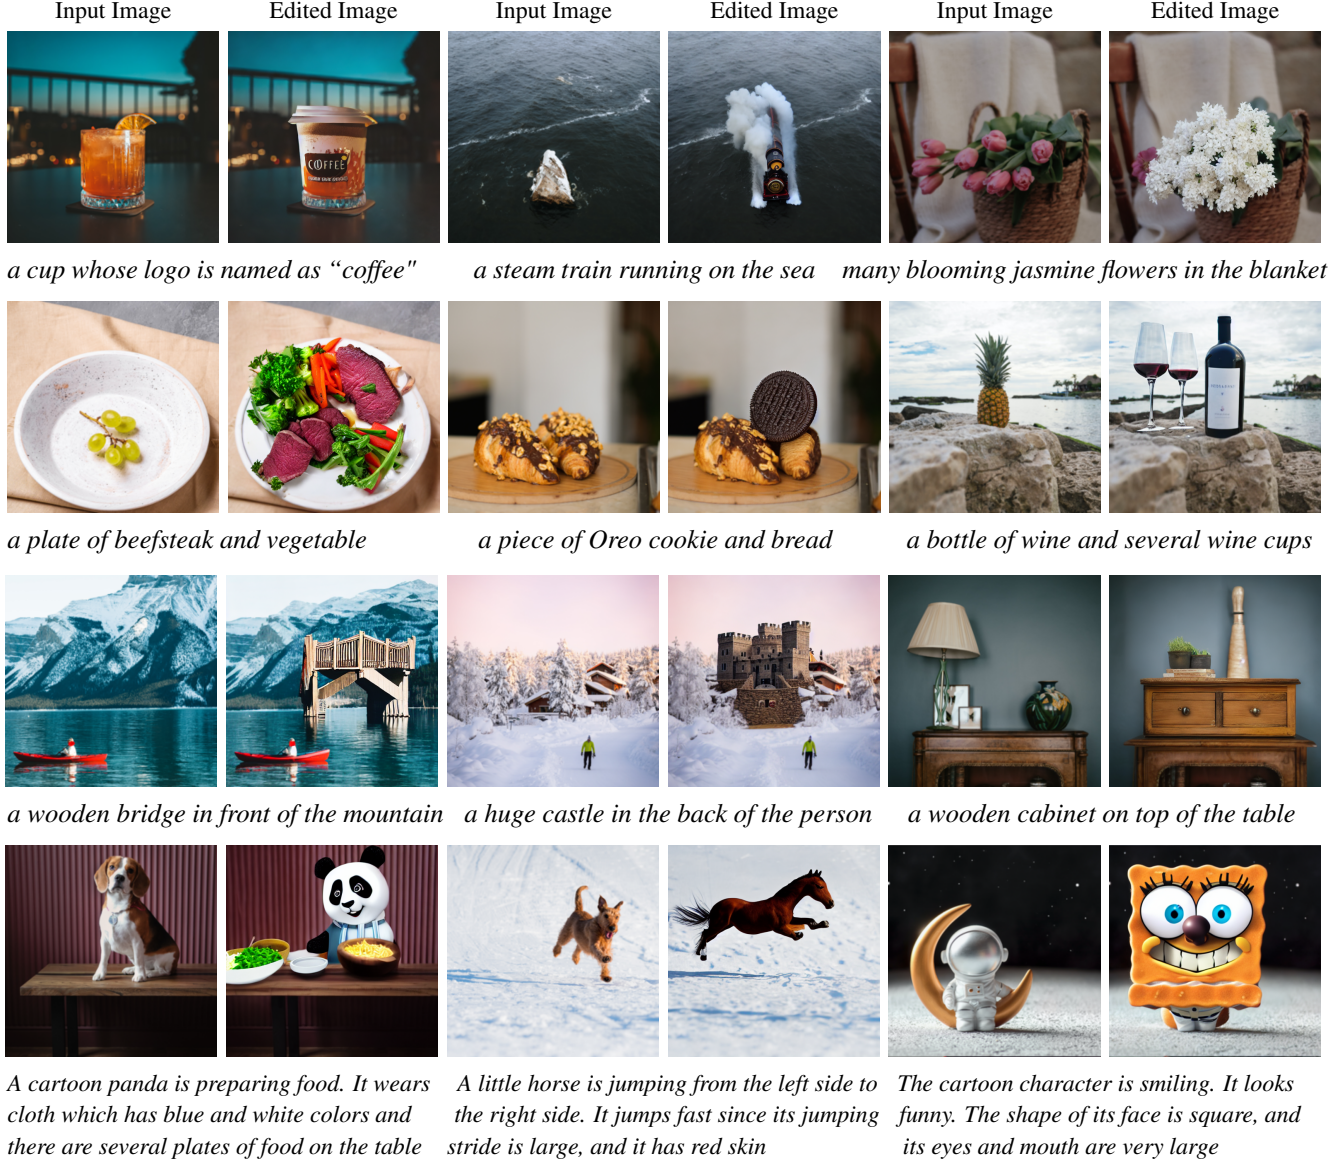 Input Image Edited Image Input Image Edited Image Input Image Edited Image
COFFEE
a cup whose logo is named as “coffee" a steam train running on the sea many blooming jasmine flowers in the blanket
a plate of beefsteak and vegetable a piece of Oreo cookie and bread a bottle of wine and several wine cups
a wooden bridge in front of the mountain a huge castle in the back of the person a wooden cabinet on top of the table
A cartoon panda is preparing food. It wears
cloth which has blue and white colors and
there are several plates of food on the table
A little horse is jumping from the left side to
the right side. It jumps fast since its jumping
stride is large, and it has red skin
The cartoon character is smiling. It looks
funny. The shape of its face is square, and
its eyes and mouth are very large